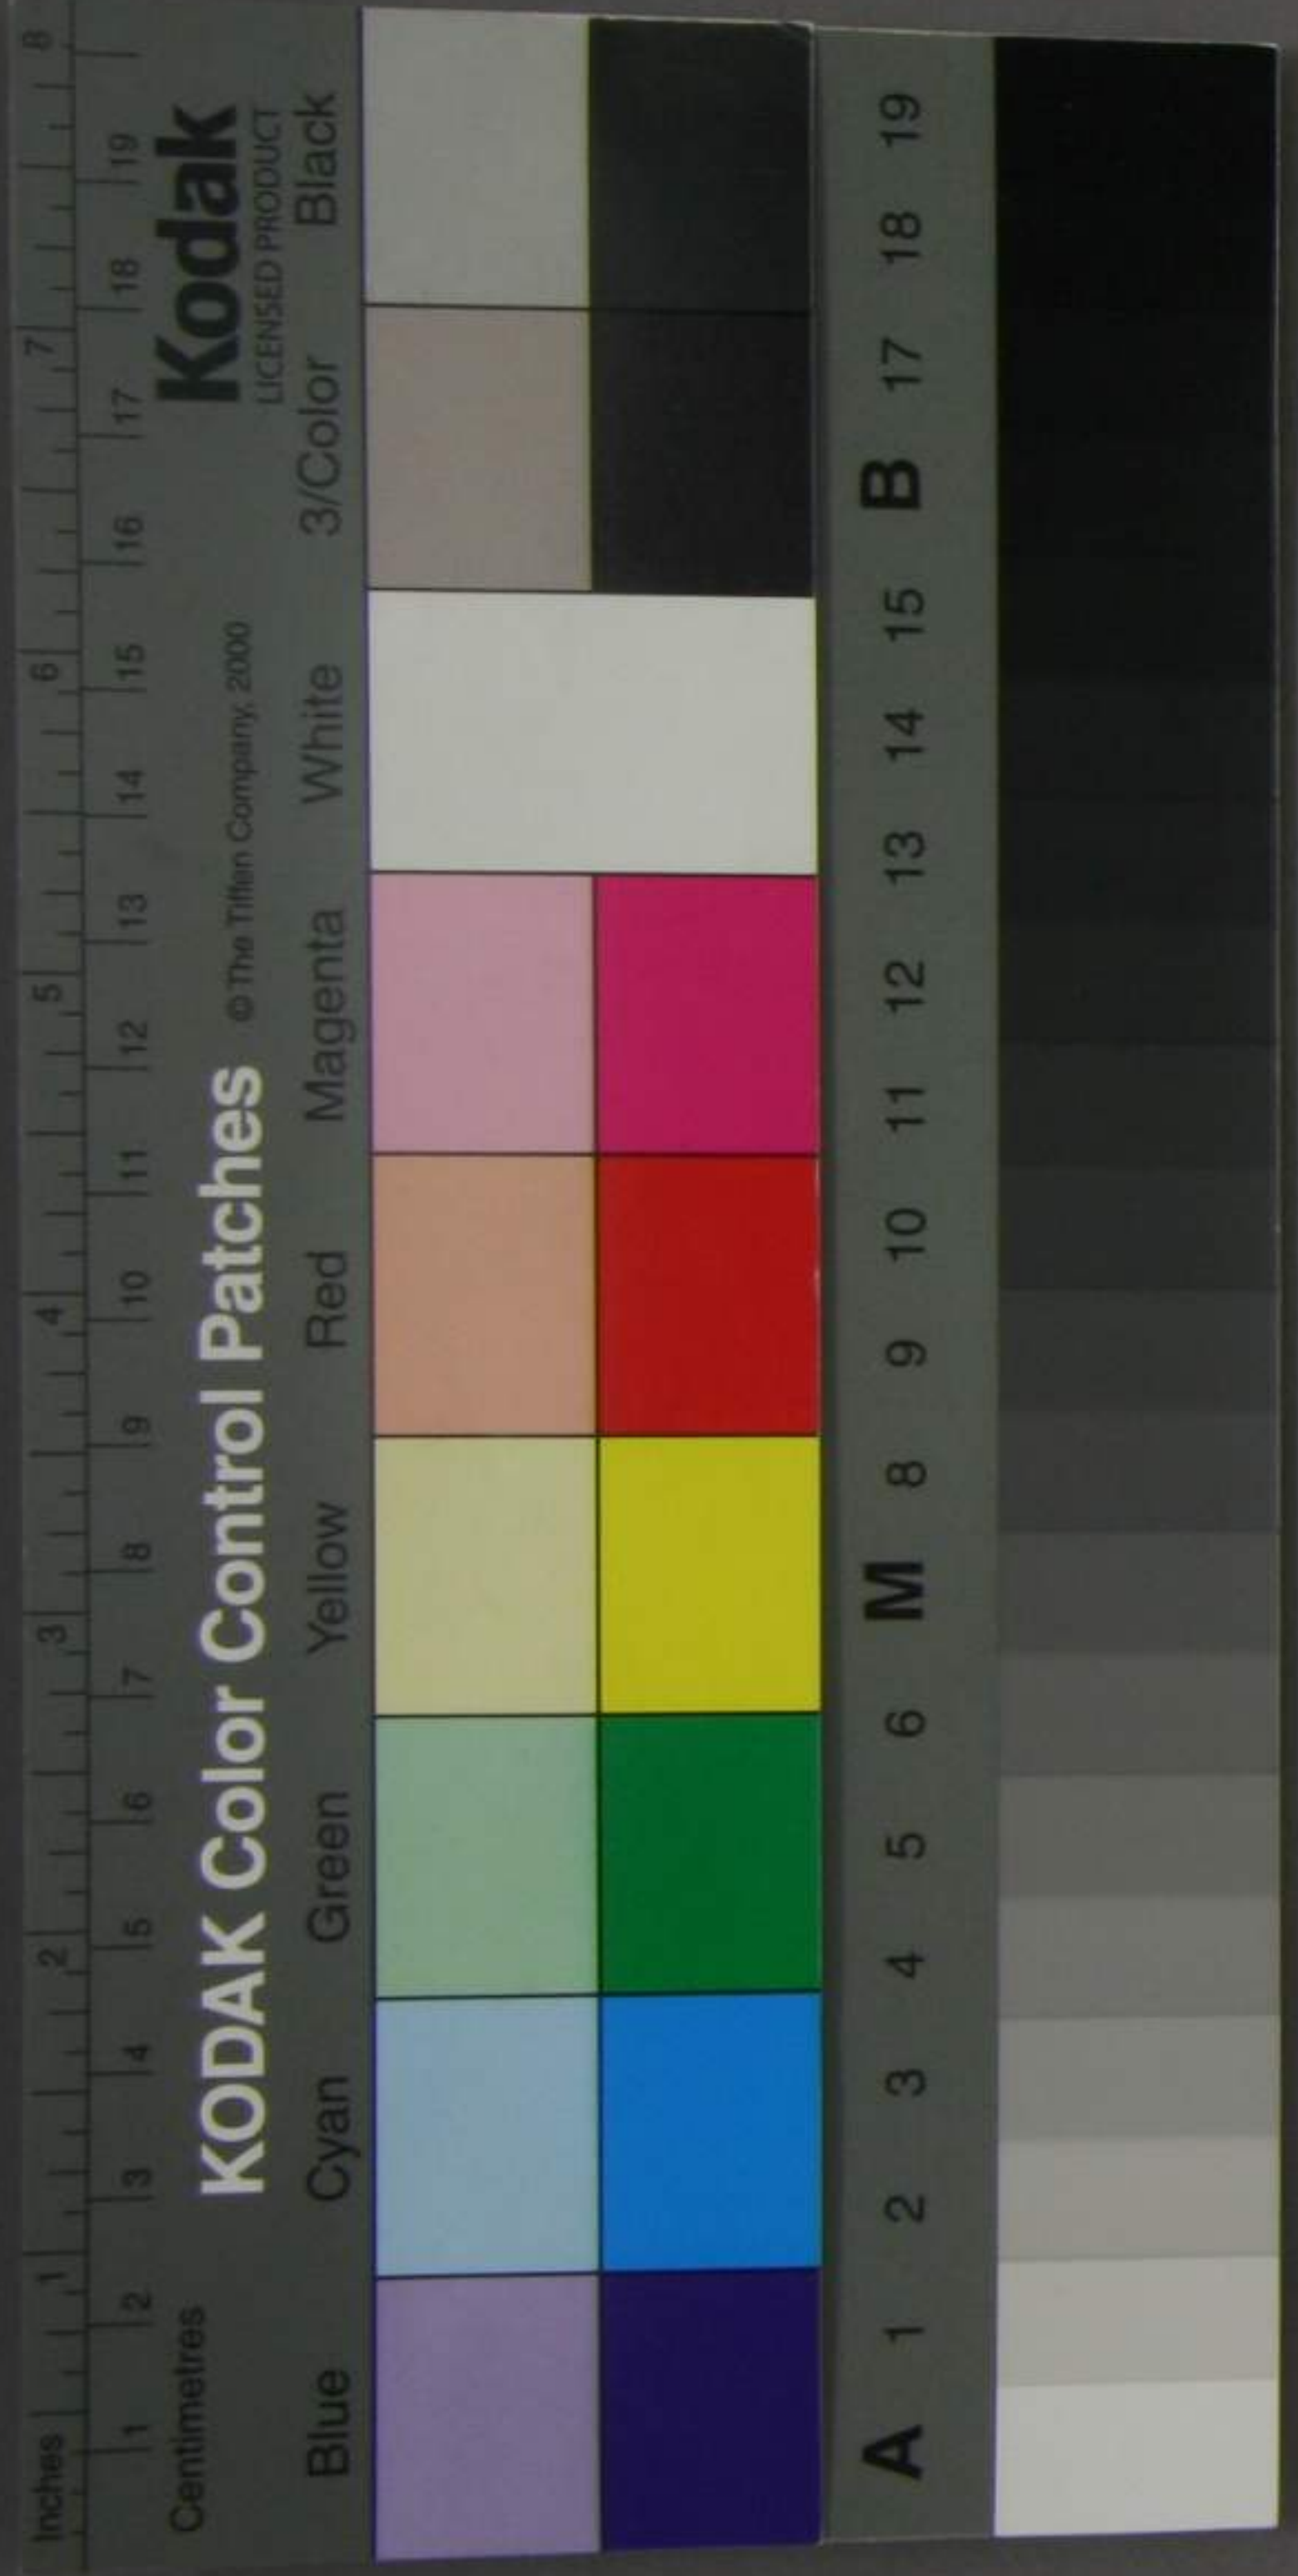 Inches 1 2 3 4 5 6 7 8
Centimetres 1 2 3 4 5 6 7 8 9 10 11 12 13 14 15 16 17 18 19
KODAK Color Control Patches © The Tiffen Company, 2000 Kodak
LICENSED PRODUCT
Blue Cyan Green Yellow Red Magenta White 3/Color Black
A 1 2 3 4 5 6 M 8 9 10 11 12 13 14 15 B 17 18 19